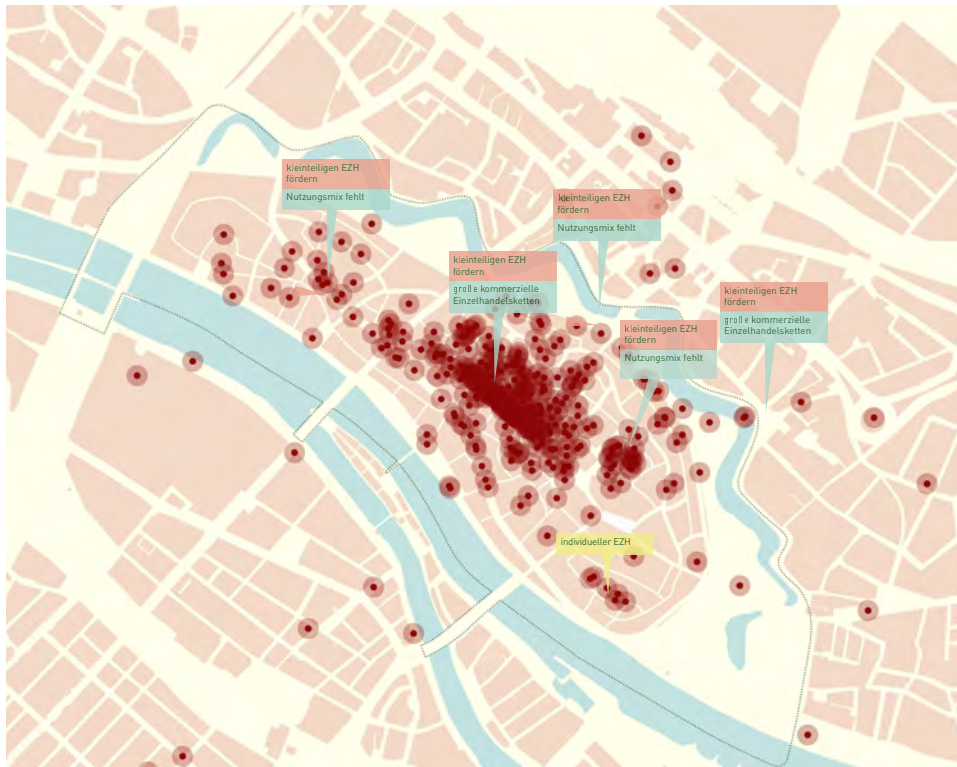 kleinteiligen EZH
fördern
Nutzungsmix fehlt
kleinteiligen EZH
fördern
Nutzungsmix fehlt
kleinteiligen EZH
fördern
große kommerzielle
Einzelhandelsketten
kleinteiligen EZH
fördern
große kommerzielle
Einzelhandelsketten
kleinteiligen EZH
fördern
Nutzungsmix fehlt
individueller EZH